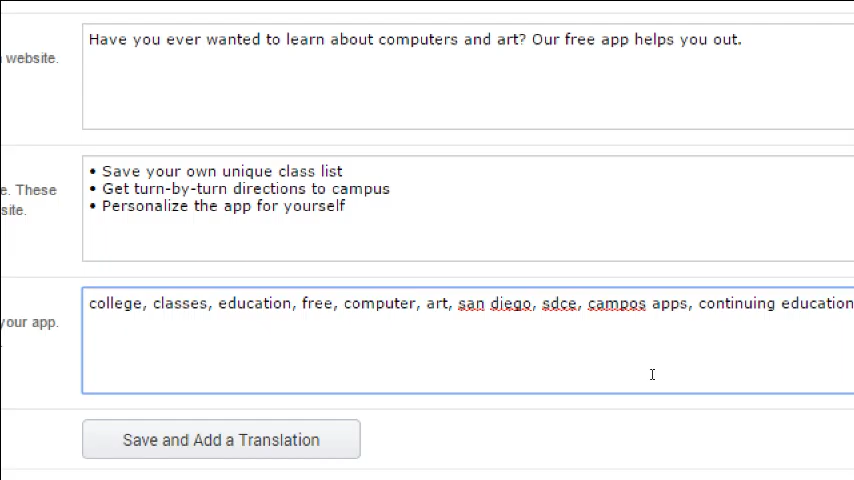 Have you ever wanted to learn about computers and art? Our free app helps you out.
website.
• Save your own unique class list
e. These
• Get turn-by-turn directions to campus
site.
• Personalize the app for yourself
college, classes, education, free, computer, art, san diego, sdce, campos apps, continuing education
your app.
Save and Add a Translation